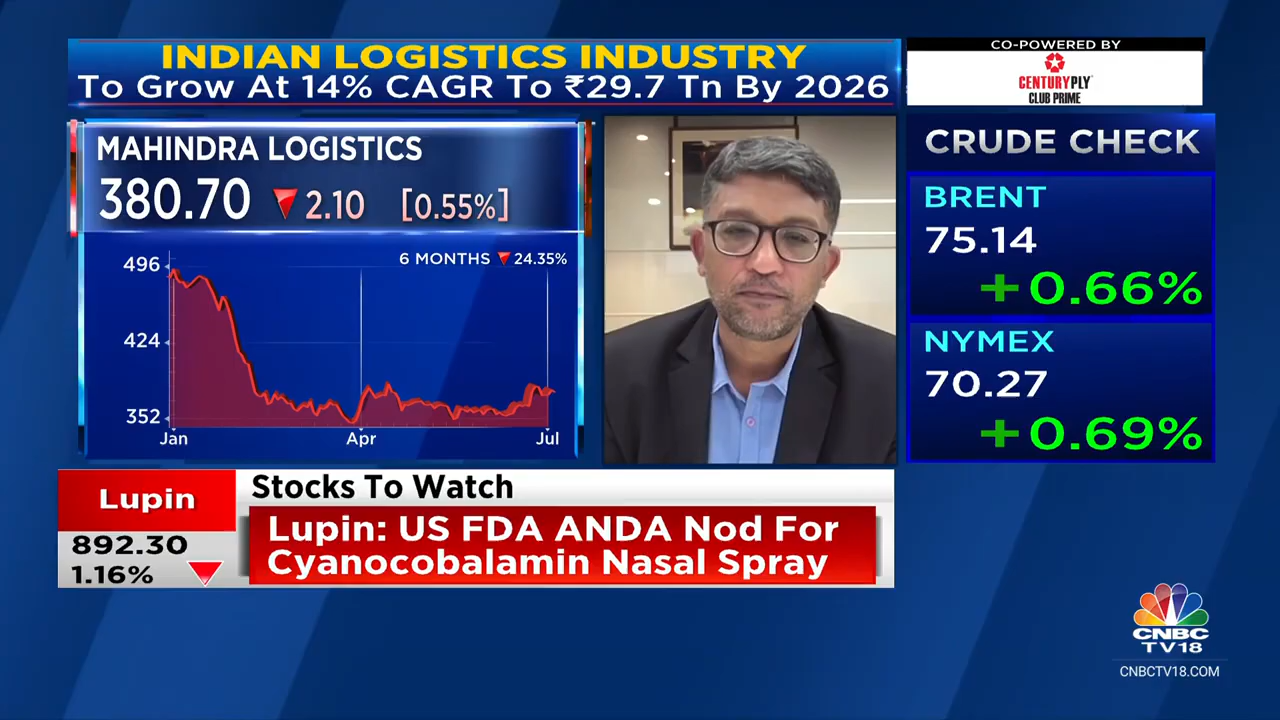 INDIAN LOGISTICS INDUSTRY
To Grow At 14% CAGR To ₹29.7 Tn By 2026
CO-POWERED BY
CENTURYPLY
CLUB PRIME
MAHINDRA LOGISTICS
380.70 ▼ 2.10 [0.55%]
6 MONTHS ▼ 24.35%
496
424
352
Jan Apr Jul
CRUDE CHECK
BRENT
75.14
+0.66%
NYMEX
70.27
+0.69%
Lupin
892.30
1.16% ▼
Stocks To Watch
Lupin: US FDA ANDA Nod For
Cyanocobalamin Nasal Spray
CNBC
TV18
CNBCTV18.COM